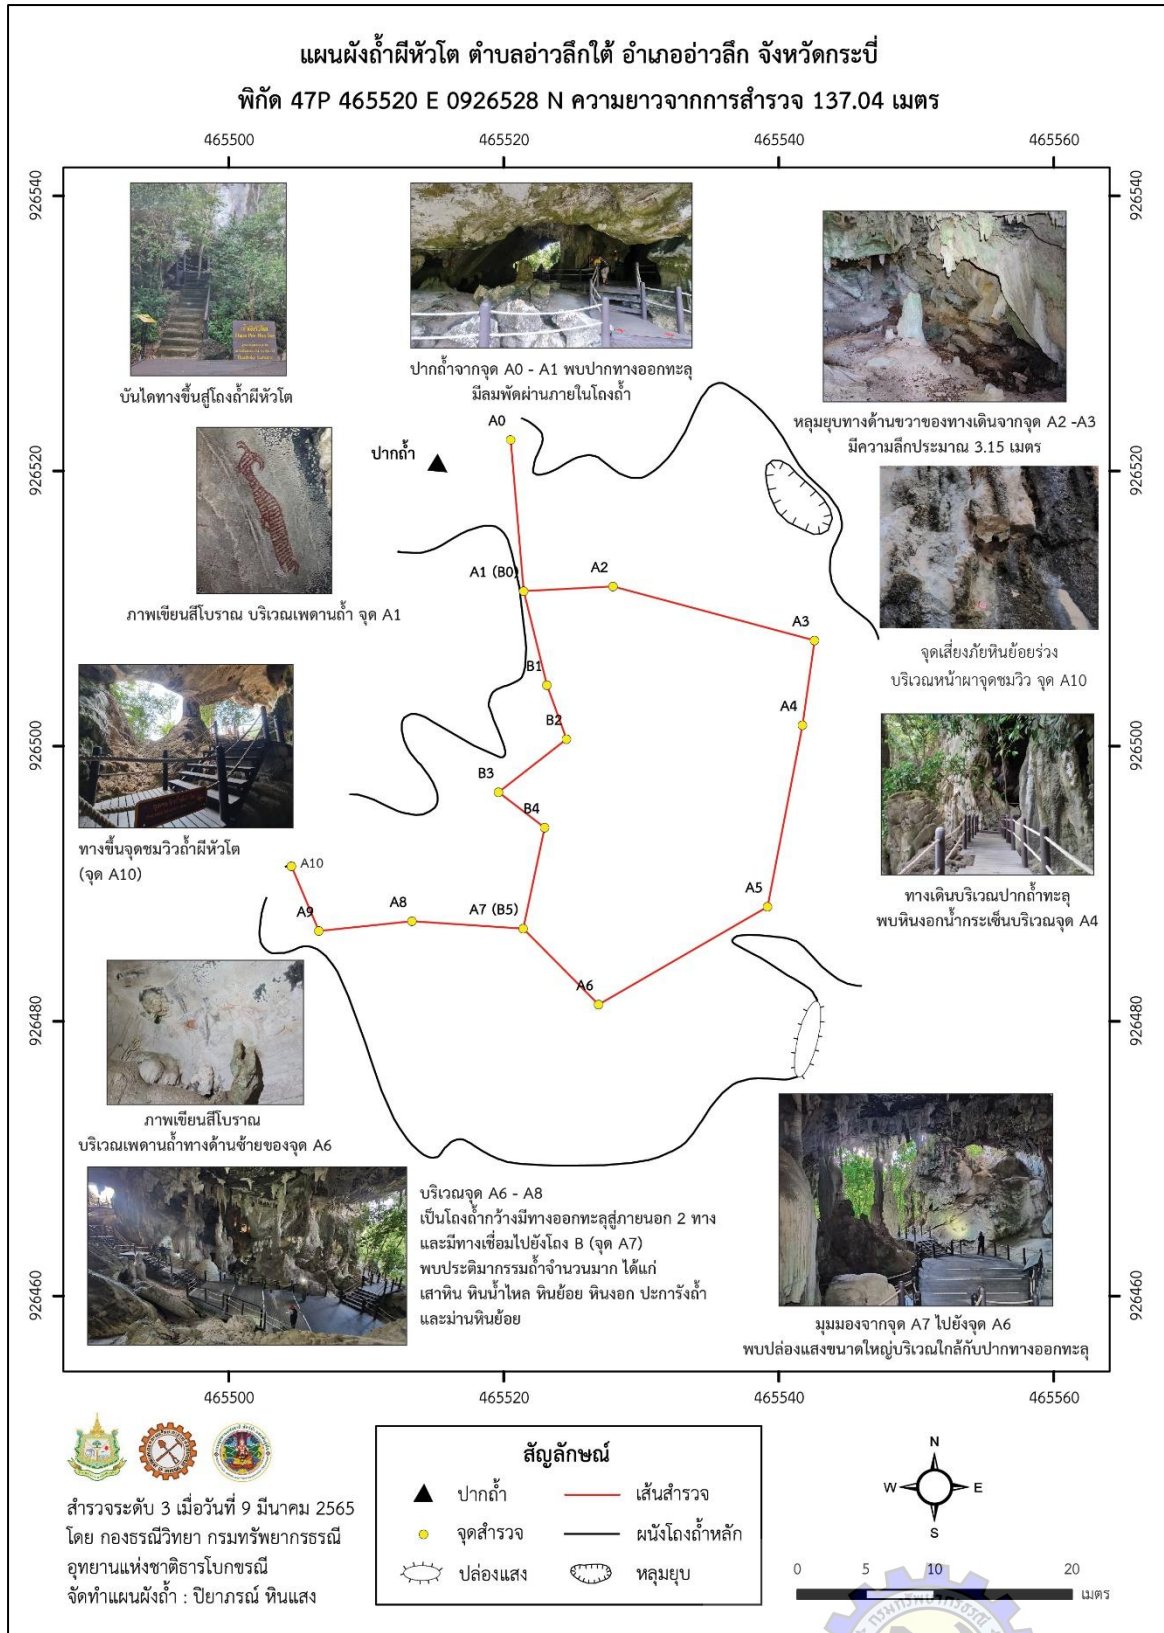 แผนผังถ้ำผีหัวโต ตำบลอ่าวลึกใต้ อำเภออ่าวลึก จังหวัดกระบี่
พิกัด 47P 465520 E 0926528 N ความยาวจากการสำรวจ 137.04 เมตร
465500 465520 465540 465560
926540 926540
บันไดทางขึ้นสู่โถงถ้ำผีหัวโต
ปากถ้ำจากจุด A0 - A1 พบปากทางออกทะลุ
มีลมพัดผ่านภายในโถงถ้ำ
หลุมยุบทางด้านขวาของทางเดินจากจุด A2 -A3
มีความลึกประมาณ 3.15 เมตร
A0
ปากถ้ำ
926520 926520
ภาพเขียนสีโบราณ บริเวณเพดานถ้ำ จุด A1
A1 (B0)
A2
A3
จุดเสี่ยงภัยหินย้อยร่วง
บริเวณหน้าผาจุดชมวิว จุด A10
B1
B2
A4
926500 926500
B3
B4
ทางขึ้นจุดชมวิวถ้ำผีหัวโต
(จุด A10)
A10
ทางเดินบริเวณปากถ้ำทะลุ
พบหินงอกน้ำกระเซ็นบริเวณจุด A4
A9
A8
A7 (B5)
A5
A6
926480 926480
ภาพเขียนสีโบราณ
บริเวณเพดานถ้ำทางด้านซ้ายของจุด A6
บริเวณจุด A6 - A8
เป็นโถงถ้ำกว้างมีทางออกทะลุสู่ภายนอก 2 ทาง
และมีทางเชื่อมไปยังโถง B (จุด A7)
พบประติมากรรมถ้ำจำนวนมาก ได้แก่
เสาหิน หินน้ำไหล หินย้อย หินงอก ปะการังถ้ำ
และม่านหินย้อย
926460 926460
มุมมองจากจุด A7 ไปยังจุด A6
พบปล่องแสงขนาดใหญ่บริเวณใกล้กับปากทางออกทะลุ
465500 465520 465540 465560
สำรวจระดับ 3 เมื่อวันที่ 9 มีนาคม 2565
โดย กองธรณีวิทยา กรมทรัพยากรธรณี
อุทยานแห่งชาติธารโบกขรณี
จัดทำแผนผังถ้ำ : ปิยาภรณ์ หินแสง
สัญลักษณ์
ปากถ้ำ เส้นสำรวจ
จุดสำรวจ ผนังโถงถ้ำหลัก
ปล่องแสง หลุมยุบ
N
W E
S
0 5 10 20
เมตร
กรมทรัพยากรธรณี